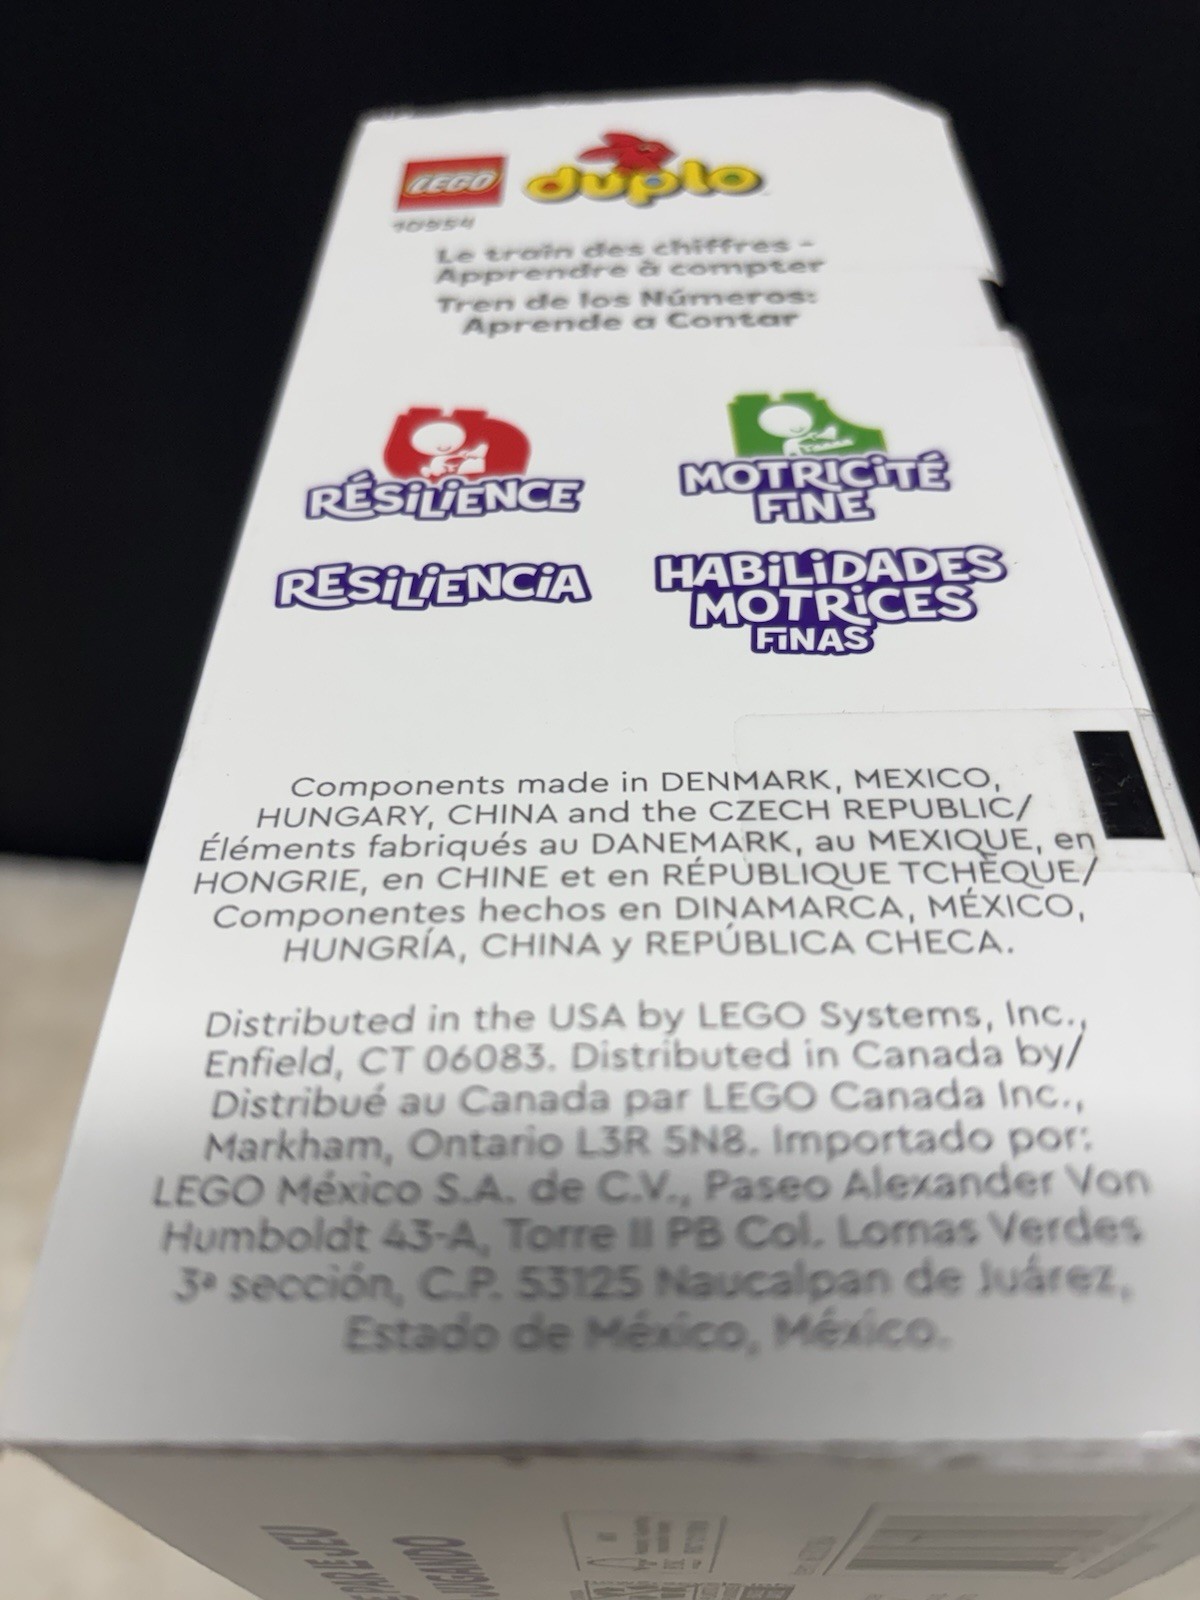 LEGO duplo
10954
Le train des chiffres -
Apprendre à compter
Tren de los Números:
Aprende a Contar
RÉSILIENCE
MOTRICITÉ
FINE
RESILIENCIA
HABILIDADES
MOTRICES
FINAS
Components made in DENMARK, MEXICO,
HUNGARY, CHINA and the CZECH REPUBLIC/
Éléments fabriqués au DANEMARK, au MEXIQUE, en
HONGRIE, en CHINE et en RÉPUBLIQUE TCHÈQUE/
Componentes hechos en DINAMARCA, MÉXICO,
HUNGRÍA, CHINA y REPÚBLICA CHECA.
Distributed in the USA by LEGO Systems, Inc.,
Enfield, CT 06083. Distributed in Canada by/
Distribué au Canada par LEGO Canada Inc.,
Markham, Ontario L3R 5N8. Importado por:
LEGO México S.A. de C.V., Paseo Alexander Von
Humboldt 43-A, Torre II PB Col. Lomas Verdes
3ª sección, C.P. 53125 Naucalpan de Juárez,
Estado de México, México.